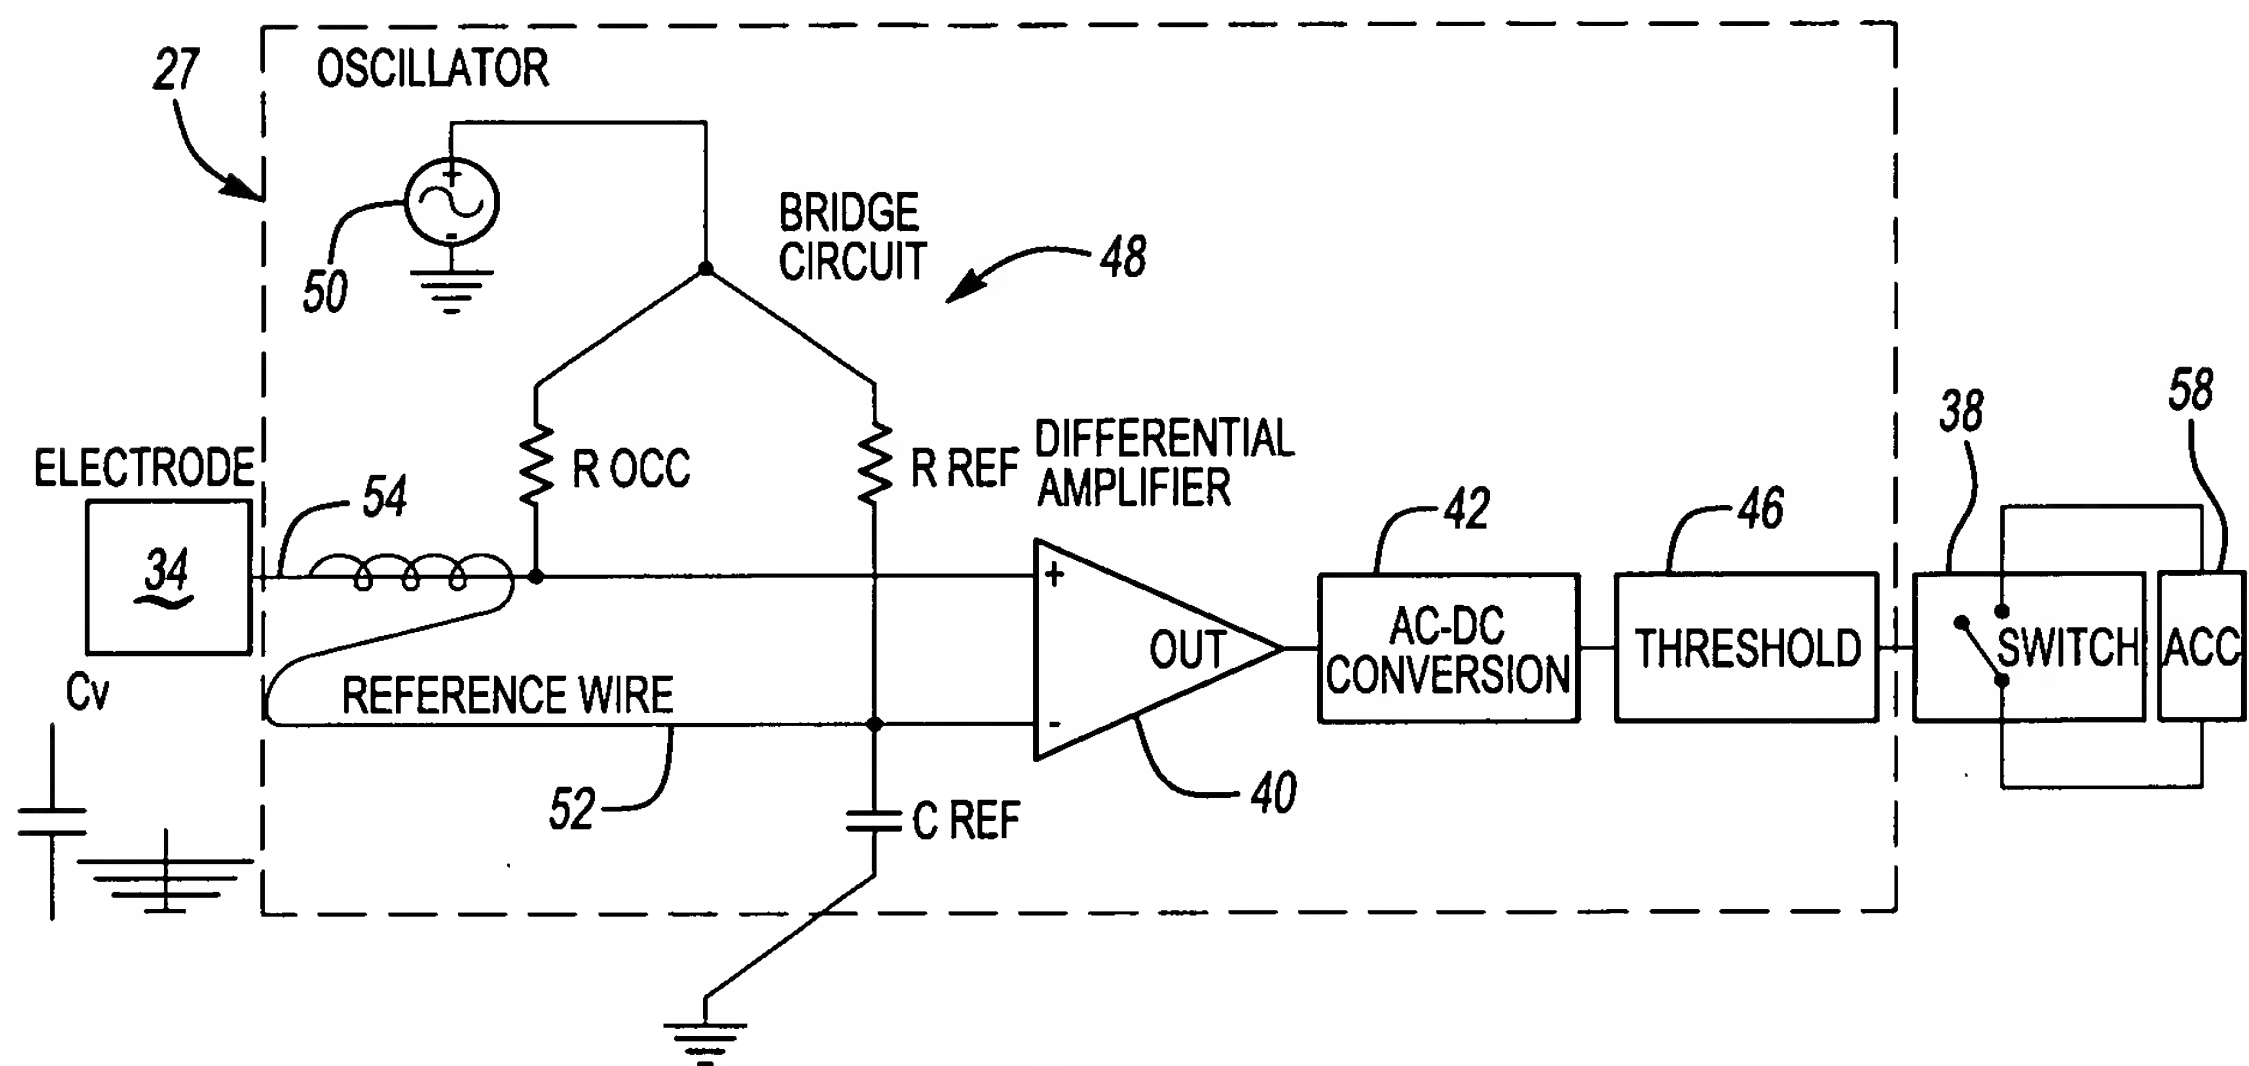 27
OSCILLATOR
+
-
50
BRIDGE
CIRCUIT
48
ELECTRODE
34
54
R OCC
R REF
DIFFERENTIAL
AMPLIFIER
+
-
OUT
40
42
AC-DC
CONVERSION
46
THRESHOLD
38
SWITCH
58
ACC
Cv
REFERENCE WIRE
52
C REF